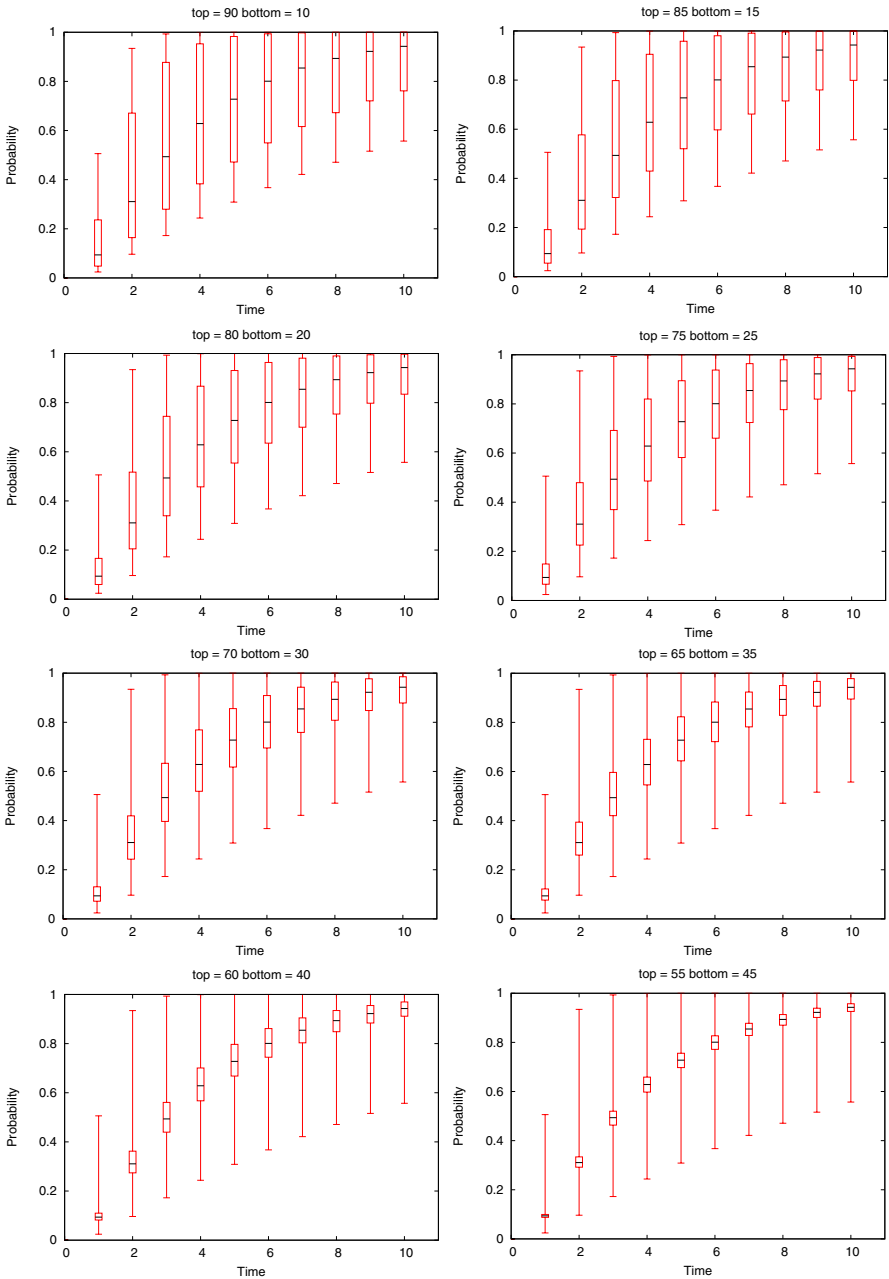 top = 90 bottom = 10
1
0.8
0.6
0.4
0.2
0
Probability
0 2 4 6 8 10
Time
top = 85 bottom = 15
1
0.8
0.6
0.4
0.2
0
Probability
0 2 4 6 8 10
Time
top = 80 bottom = 20
1
0.8
0.6
0.4
0.2
0
Probability
0 2 4 6 8 10
Time
top = 75 bottom = 25
1
0.8
0.6
0.4
0.2
0
Probability
0 2 4 6 8 10
Time
top = 70 bottom = 30
1
0.8
0.6
0.4
0.2
0
Probability
0 2 4 6 8 10
Time
top = 65 bottom = 35
1
0.8
0.6
0.4
0.2
0
Probability
0 2 4 6 8 10
Time
top = 60 bottom = 40
1
0.8
0.6
0.4
0.2
0
Probability
0 2 4 6 8 10
Time
top = 55 bottom = 45
1
0.8
0.6
0.4
0.2
0
Probability
0 2 4 6 8 10
Time